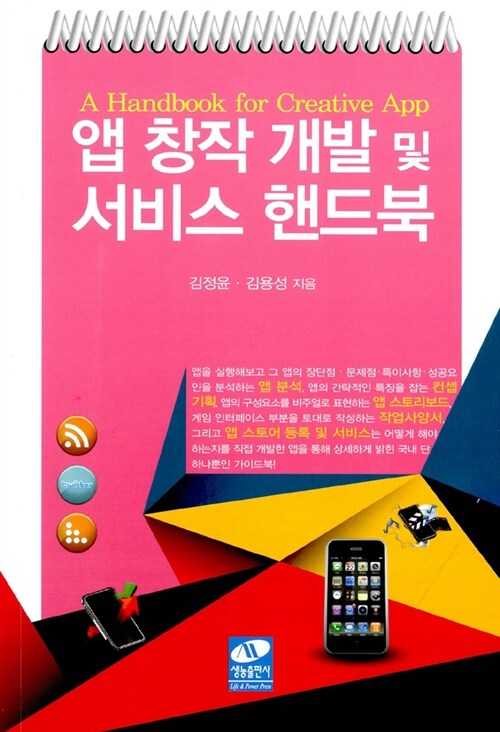 A Handbook for Creative App
앱 창작 개발 및
서비스 핸드북
김정윤 · 김용성 지음
앱을 실행해보고 그 앱의 장단점 · 문제점 · 특이사항 · 성공요
인을 분석하는 앱 분석, 앱의 간략적인 특징을 잡는 컨셉
기획, 앱의 구성요소를 비주얼로 표현하는 앱 스토리보드,
게임 인터페이스 부분을 토대로 작성하는 작업사양서,
그리고 앱 스토어 등록 및 서비스는 어떻게 해야
하는지를 직접 개발한 앱을 통해 상세하게 밝힌 국내 단
하나뿐인 가이드북!
twitter
생능출판사
Life & Power Press